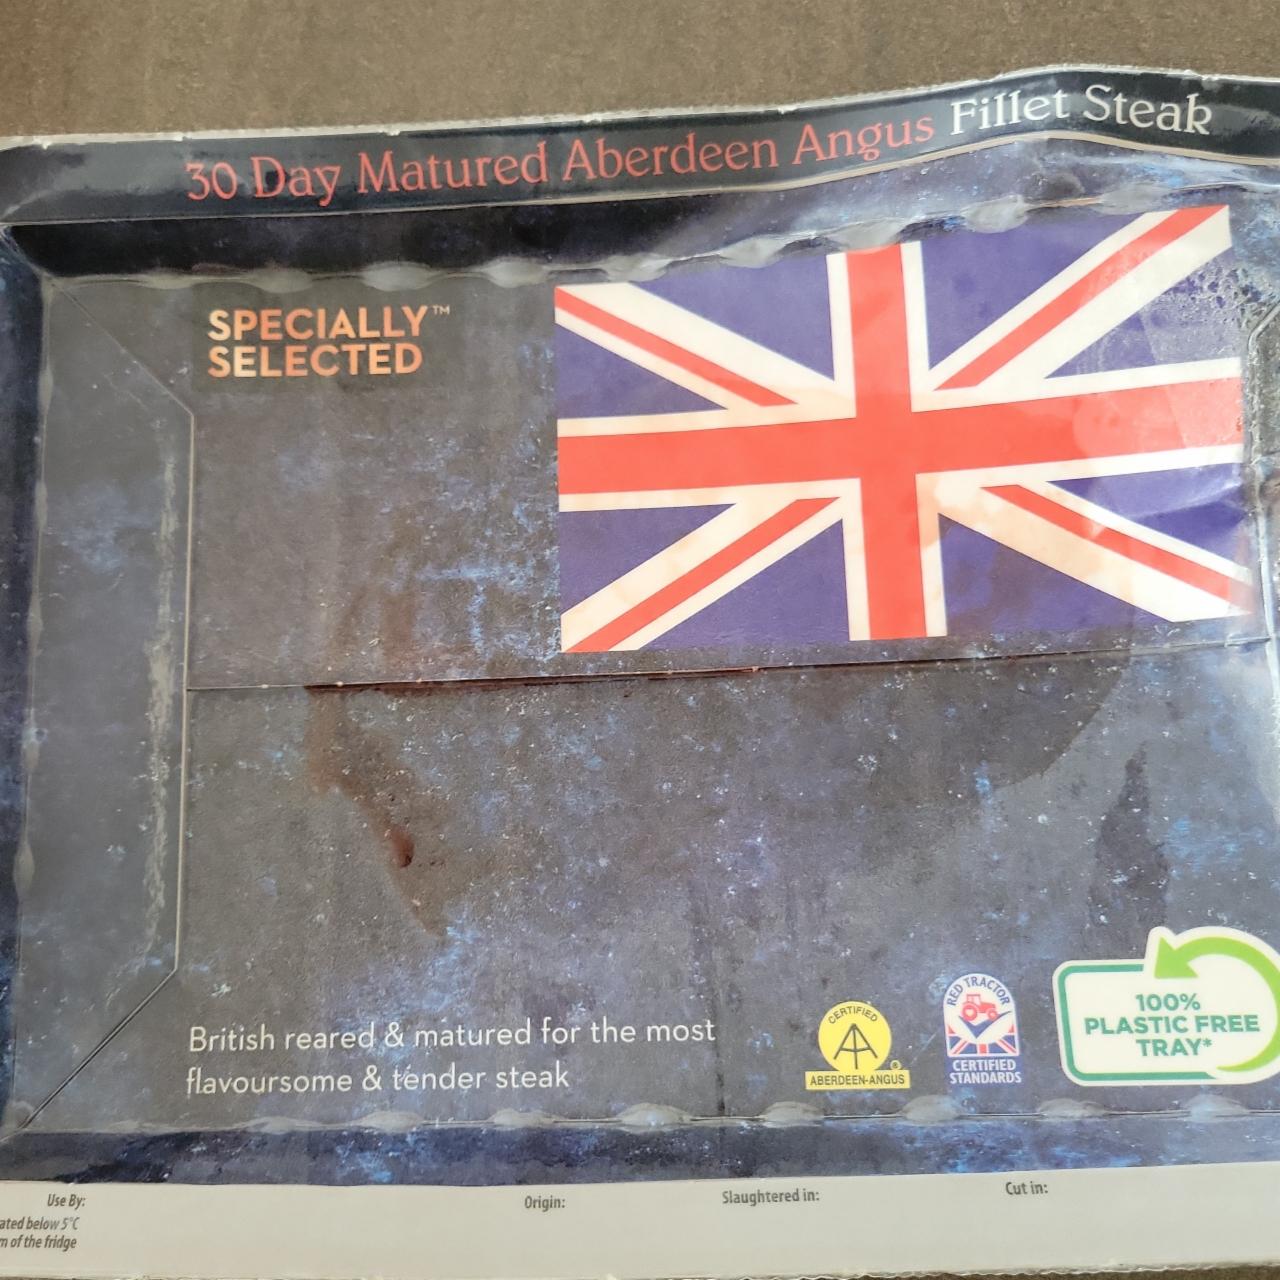 30 Day Matured Aberdeen Angus Fillet Steak
SPECIALLY™
SELECTED
British reared & matured for the most
flavoursome & tender steak
CERTIFIED
ABERDEEN-ANGUS ®
RED TRACTOR
CERTIFIED
STANDARDS
100%
PLASTIC FREE
TRAY*
Use By:
Origin:
Slaughtered in:
Cut in:
below 5°C
of the fridge